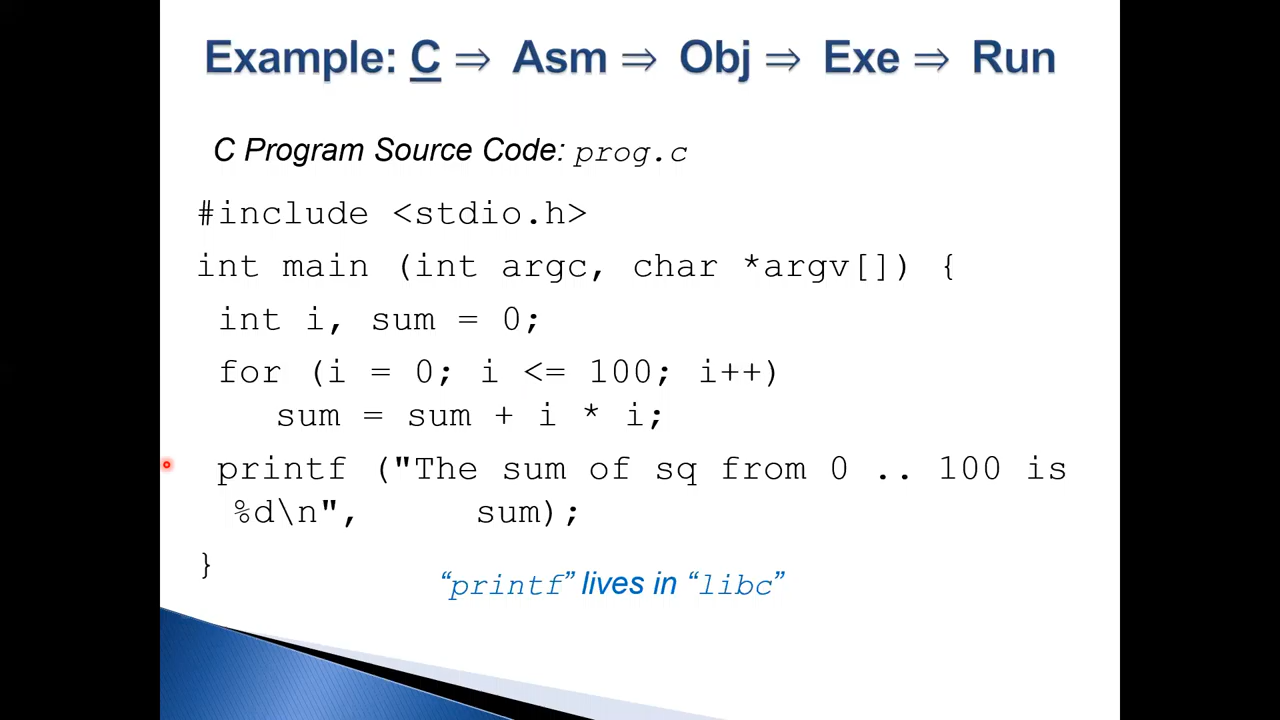 Example: C ⇒ Asm ⇒ Obj ⇒ Exe ⇒ Run
C Program Source Code: prog.c
#include <stdio.h>
int main (int argc, char *argv[]) {
int i, sum = 0;
for (i = 0; i <= 100; i++)
sum = sum + i * i;
printf ("The sum of sq from 0 .. 100 is
%d\n", sum);
}
“printf” lives in “libc”